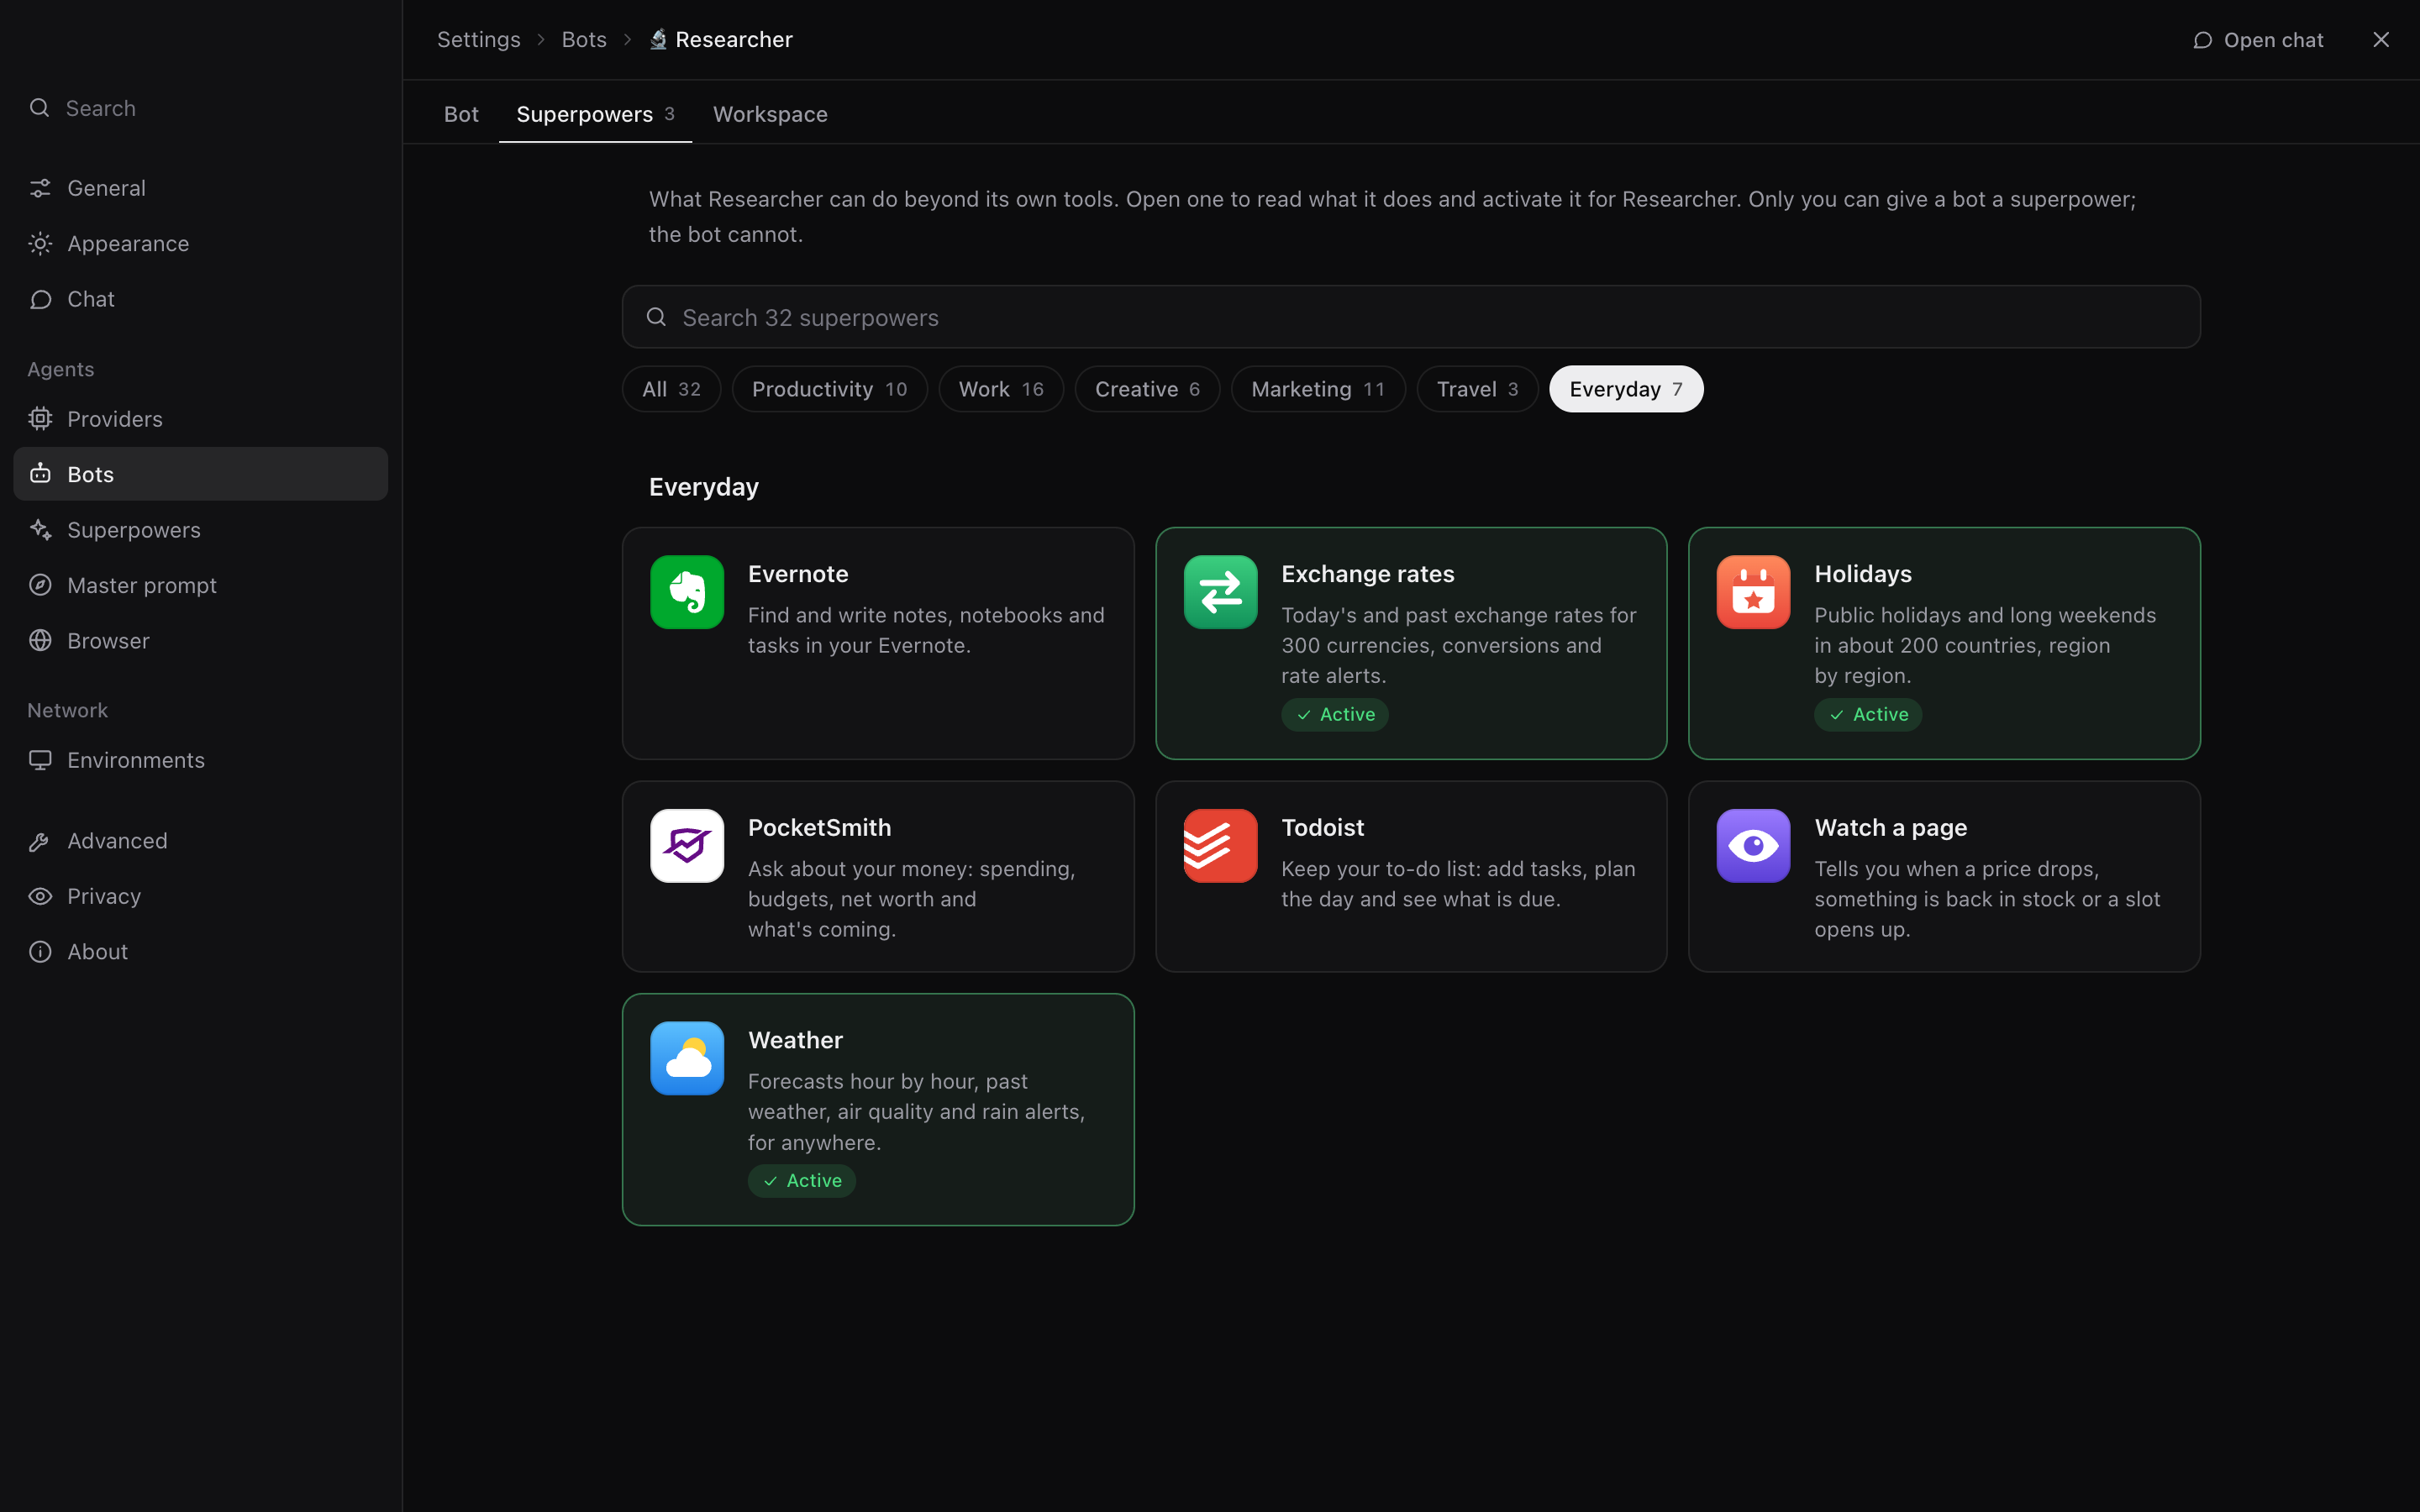 Settings > Bots > Researcher
Open chat
Search
General
Appearance
Chat
Agents
Providers
Bots
Superpowers
Master prompt
Browser
Network
Environments
Advanced
Privacy
About
Bot
Superpowers 3
Workspace
What Researcher can do beyond its own tools. Open one to read what it does and activate it for Researcher. Only you can give a bot a superpower;
the bot cannot.
Search 32 superpowers
All 32
Productivity 10
Work 16
Creative 6
Marketing 11
Travel 3
Everyday 7
Everyday
Evernote
Find and write notes, notebooks and
tasks in your Evernote.
Exchange rates
Today's and past exchange rates for
300 currencies, conversions and
rate alerts.
Active
Holidays
Public holidays and long weekends
in about 200 countries, region
by region.
Active
PocketSmith
Ask about your money: spending,
budgets, net worth and
what's coming.
Todoist
Keep your to-do list: add tasks, plan
the day and see what is due.
Watch a page
Tells you when a price drops,
something is back in stock or a slot
opens up.
Weather
Forecasts hour by hour, past
weather, air quality and rain alerts,
for anywhere.
Active